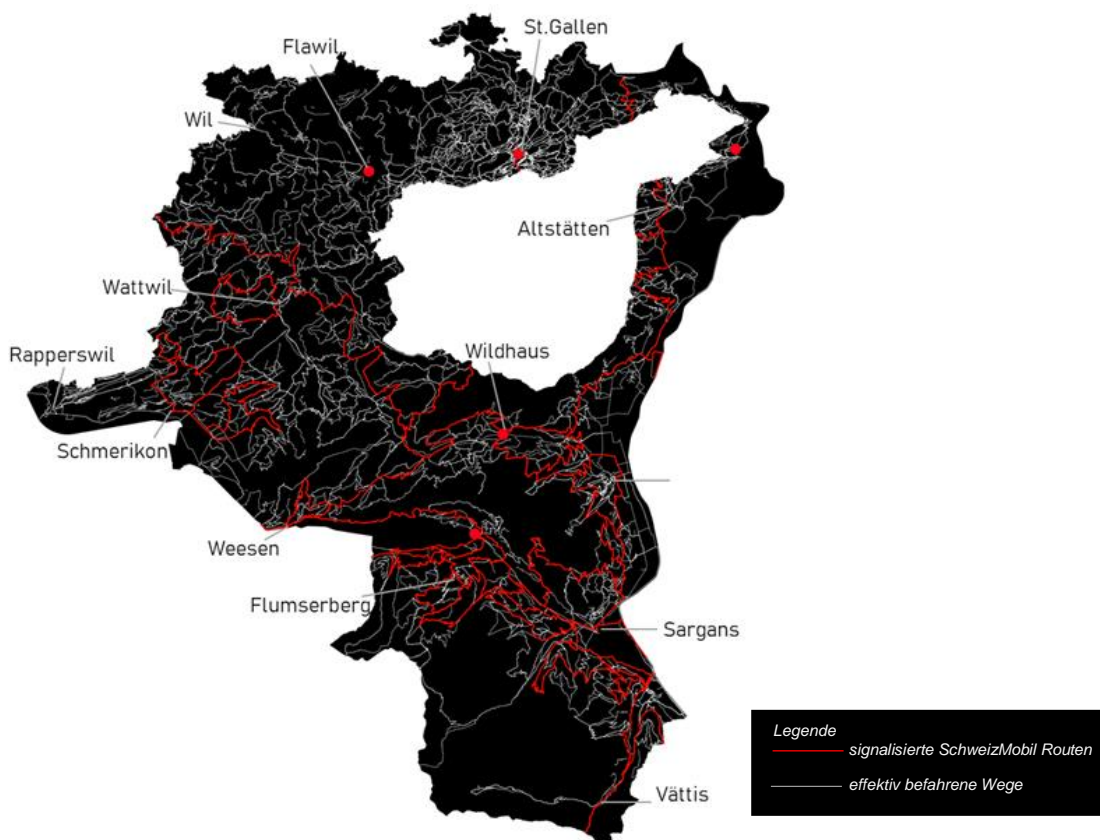 St.Gallen
Flawil
Wil
Altstätten
Wattwil
Rapperswil
Wildhaus
Schmerikon
Weesen
Flumserberg
Sargans
Vättis
Legende
signalisierte SchweizMobil Routen
effektiv befahrene Wege